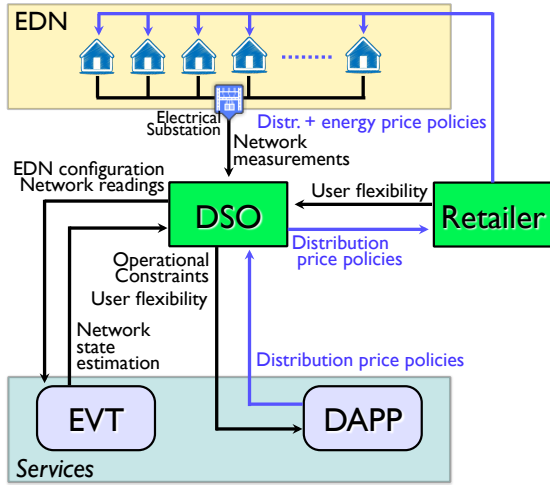 EDN
Electrical
Substation
Distr. + energy price policies
Network
measurements
EDN configuration
Network readings
User flexibility
DSO
Retailer
Distribution
price policies
Operational
Constraints
User flexibility
Network
state
estimation
Distribution price policies
EVT
DAPP
Services